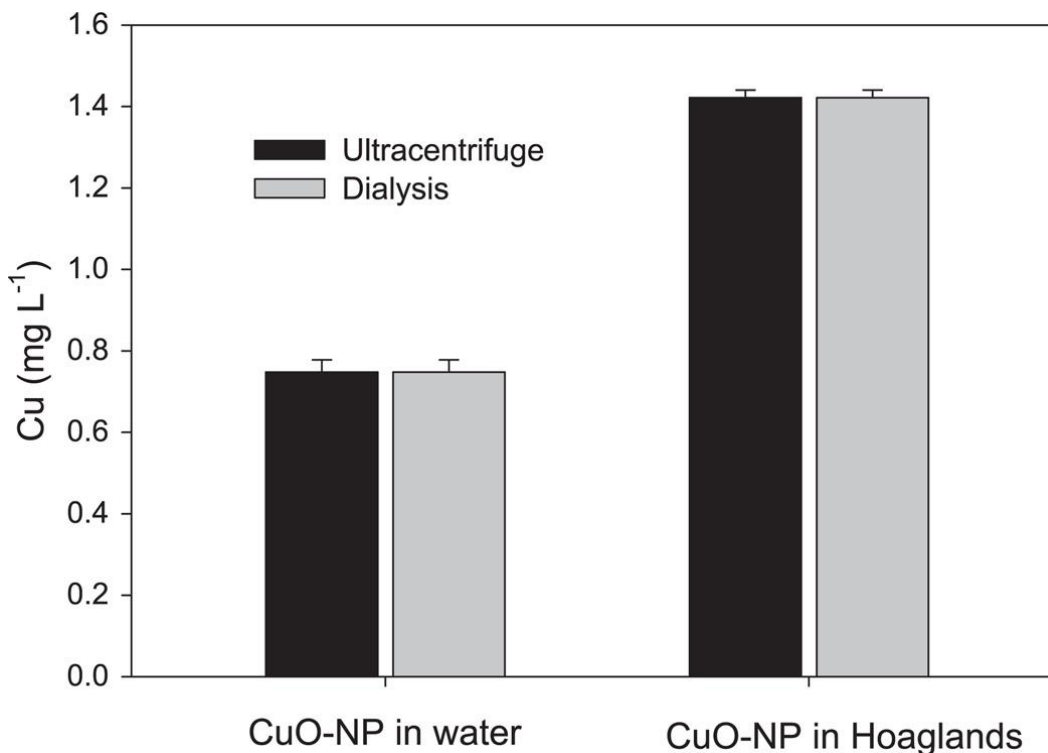 1.6
1.4
1.2
1.0
0.8
0.6
0.4
0.2
0.0
Cu (mg L⁻¹)
Ultracentrifuge
Dialysis
CuO-NP in water
CuO-NP in Hoaglands